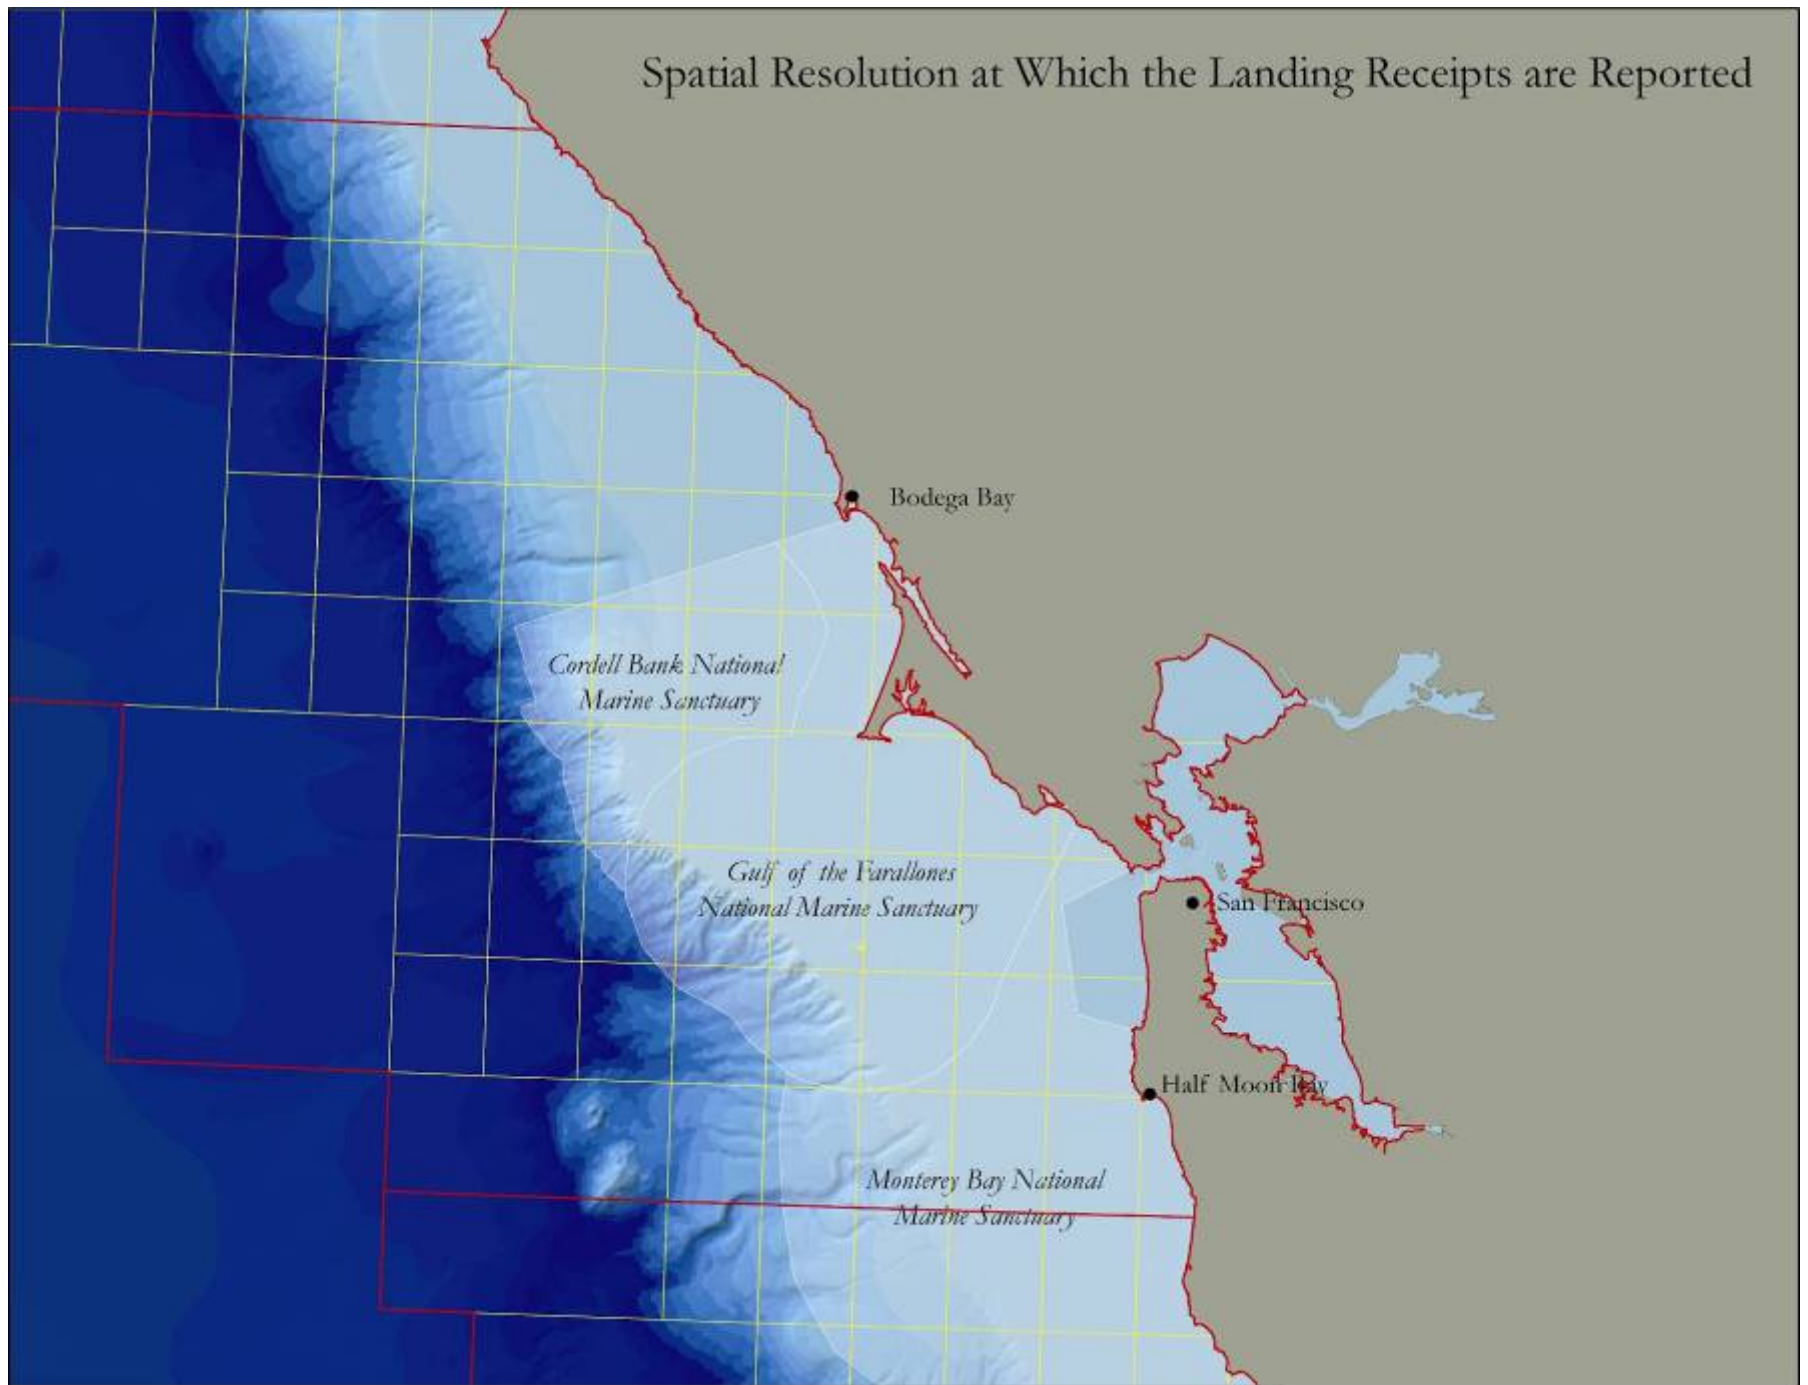 Spatial Resolution at Which the Landing Receipts are Reported
Bodega Bay
Cordell Bank National
Marine Sanctuary
Gulf of the Farallones
National Marine Sanctuary
San Francisco
Half Moon Bay
Monterey Bay National
Marine Sanctuary